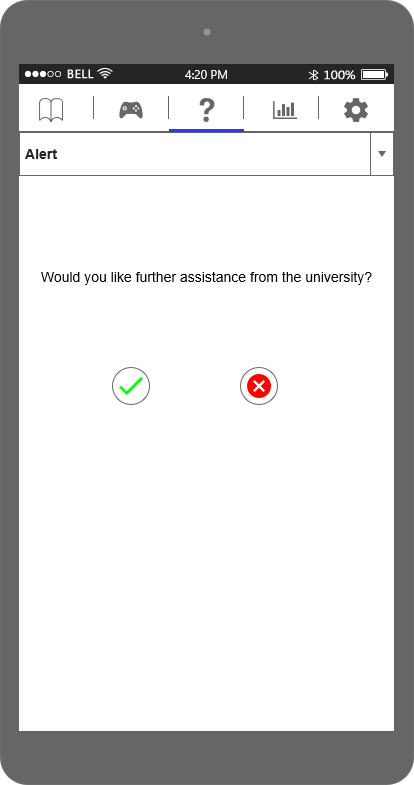 BELL 4:20 PM 100%
?
Alert
Would you like further assistance from the university?